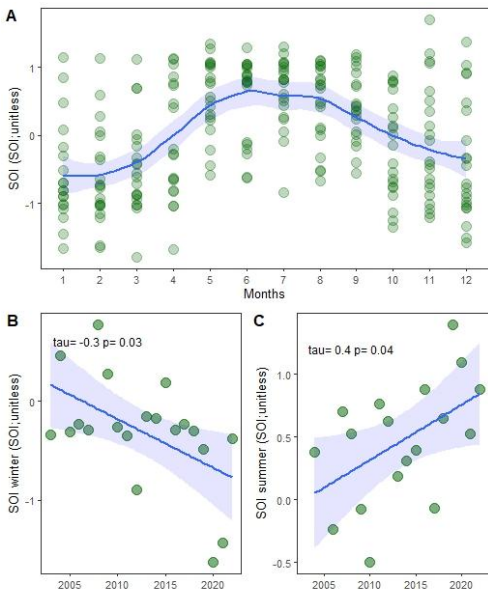 A
SOI (SOI;unitless)
1
0
-1
1 2 3 4 5 6 7 8 9 10 11 12
Months
B
SOI winter (SOI;unitless)
tau= -0.3 p= 0.03
0
-1
2005 2010 2015 2020
C
SOI summer (SOI;unitless)
tau= 0.4 p= 0.04
1.0
0.5
0.0
-0.5
2005 2010 2015 2020